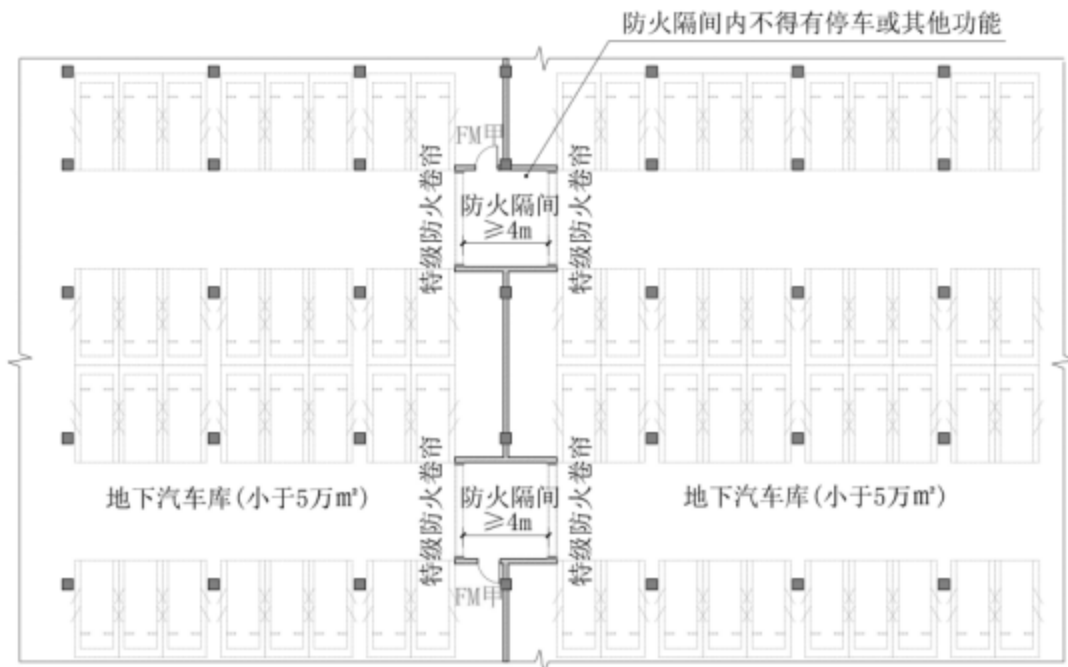 防火隔间内不得有停车或其他功能
FM甲
特级防火卷帘
防火隔间
≥4m
特级防火卷帘
特级防火卷帘
防火隔间
≥4m
特级防火卷帘
地下汽车库(小于5万㎡)
地下汽车库(小于5万㎡)
FM甲